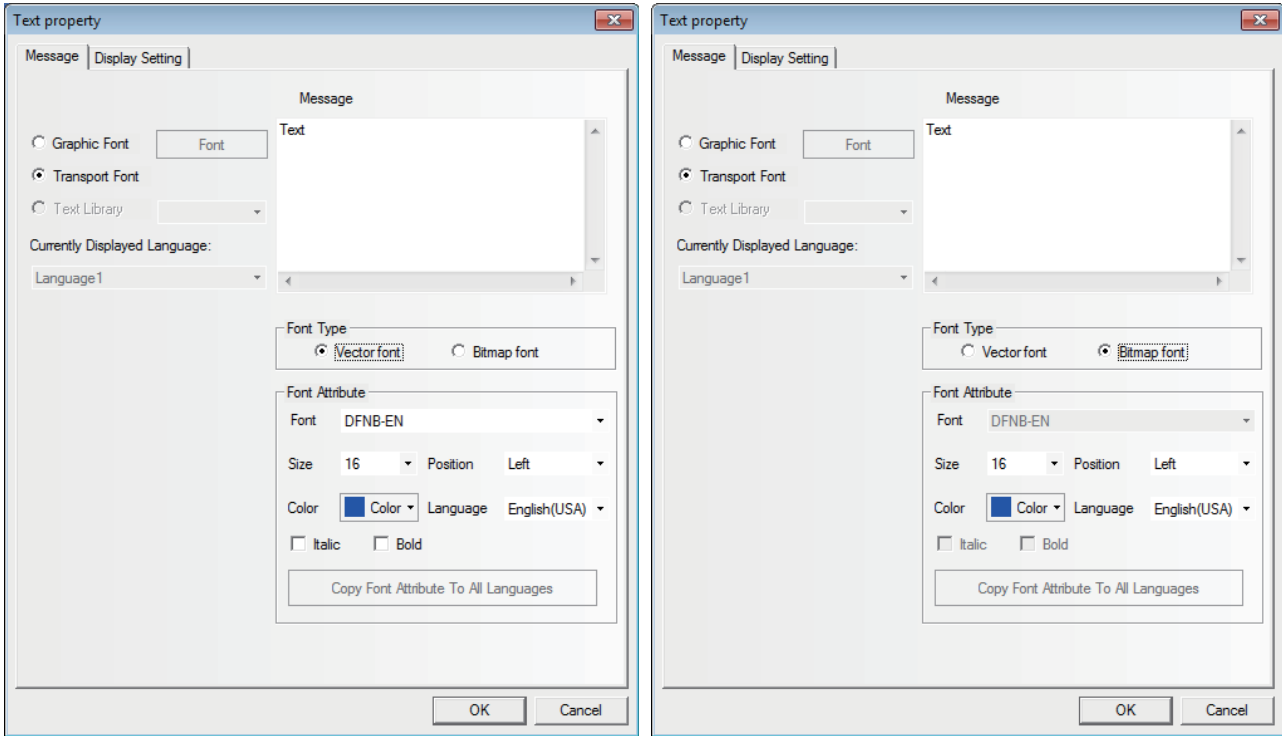 Text property
Message Display Setting
Message
Graphic Font Font
Text
Transport Font
Text Library
Currently Displayed Language:
Language1
Font Type
Vector font Bitmap font
Font Attribute
Font DFNB-EN
Size 16 Position Left
Color Color Language English(USA)
Italic Bold
Copy Font Attribute To All Languages
OK Cancel
Text property
Message Display Setting
Message
Graphic Font Font
Text
Transport Font
Text Library
Currently Displayed Language:
Language1
Font Type
Vector font Bitmap font
Font Attribute
Font DFNB-EN
Size 16 Position Left
Color Color Language English(USA)
Italic Bold
Copy Font Attribute To All Languages
OK Cancel